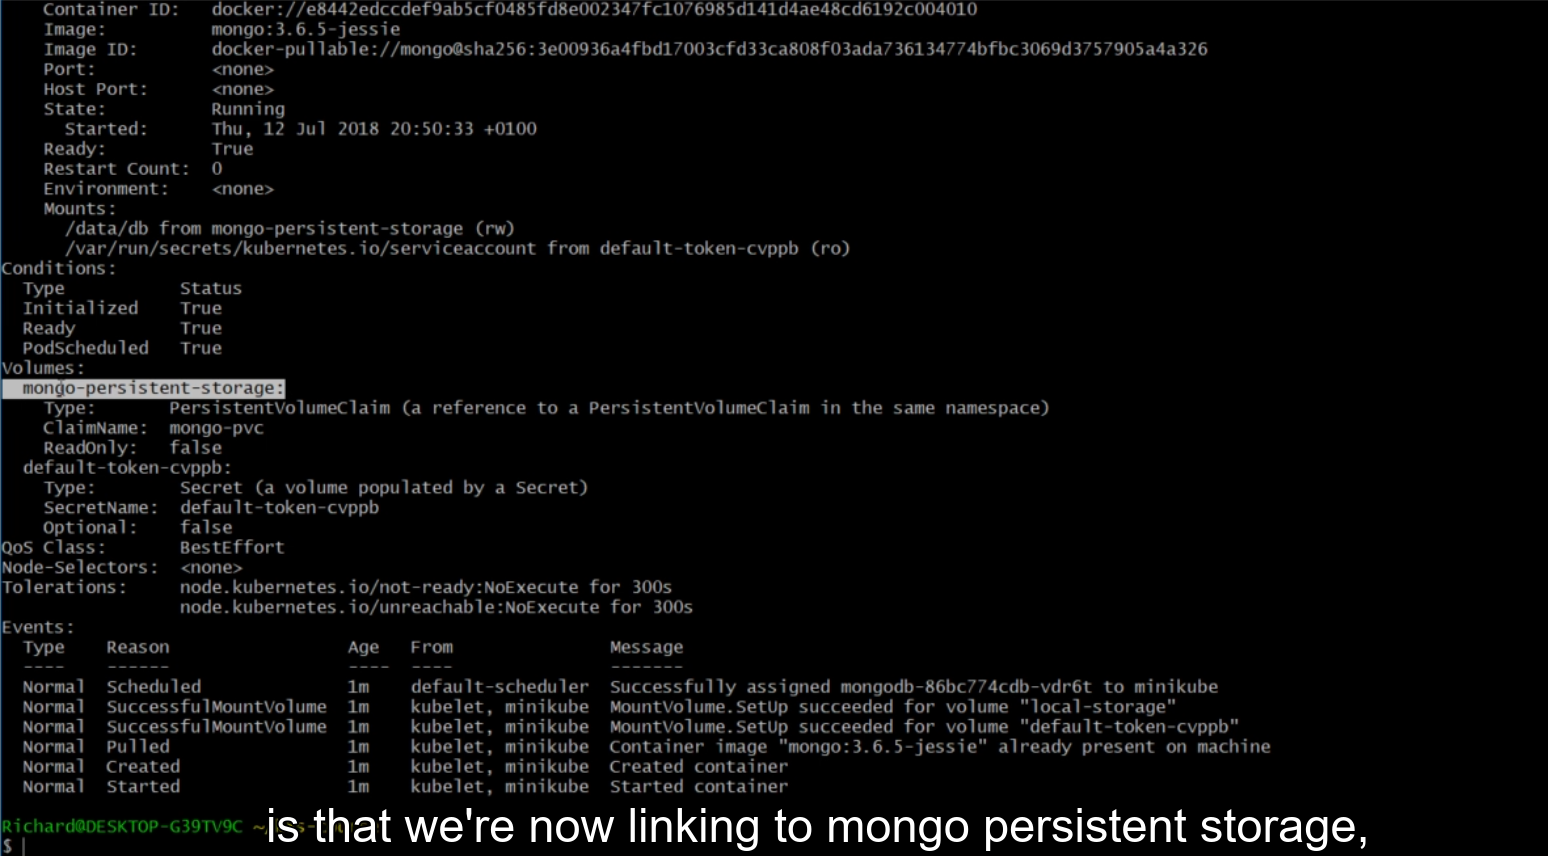 Container ID: docker://e8442edccdef9ab5cf0485fd8e002347fc1076985d141d4ae48cd6192c004010
Image: mongo:3.6.5-jessie
Image ID: docker-pullable://mongo@sha256:3e00936a4fbd17003cfd33ca808f03ada736134774bfbc3069d3757905a4a326
Port: <none>
Host Port: <none>
State: Running
Started: Thu, 12 Jul 2018 20:50:33 +0100
Ready: True
Restart Count: 0
Environment: <none>
Mounts:
/data/db from mongo-persistent-storage (rw)
/var/run/secrets/kubernetes.io/serviceaccount from default-token-cvppb (ro)
Conditions:
Type Status
Initialized True
Ready True
PodScheduled True
Volumes:
mongo-persistent-storage:
Type: PersistentVolumeClaim (a reference to a PersistentVolumeClaim in the same namespace)
ClaimName: mongo-pvc
ReadOnly: false
default-token-cvppb:
Type: Secret (a volume populated by a Secret)
SecretName: default-token-cvppb
Optional: false
QoS Class: BestEffort
Node-Selectors: <none>
Tolerations: node.kubernetes.io/not-ready:NoExecute for 300s
node.kubernetes.io/unreachable:NoExecute for 300s
Events:
Type Reason Age From Message
---- ------ ---- ---- -------
Normal Scheduled 1m default-scheduler Successfully assigned mongodb-86bc774cdb-vdr6t to minikube
Normal SuccessfulMountVolume 1m kubelet, minikube MountVolume.SetUp succeeded for volume "local-storage"
Normal SuccessfulMountVolume 1m kubelet, minikube MountVolume.SetUp succeeded for volume "default-token-cvppb"
Normal Pulled 1m kubelet, minikube Container image "mongo:3.6.5-jessie" already present on machine
Normal Created 1m kubelet, minikube Created container
Normal Started 1m kubelet, minikube Started container
Richard@DESKTOP-G39TV9C
is that we're now linking to mongo persistent storage,
$